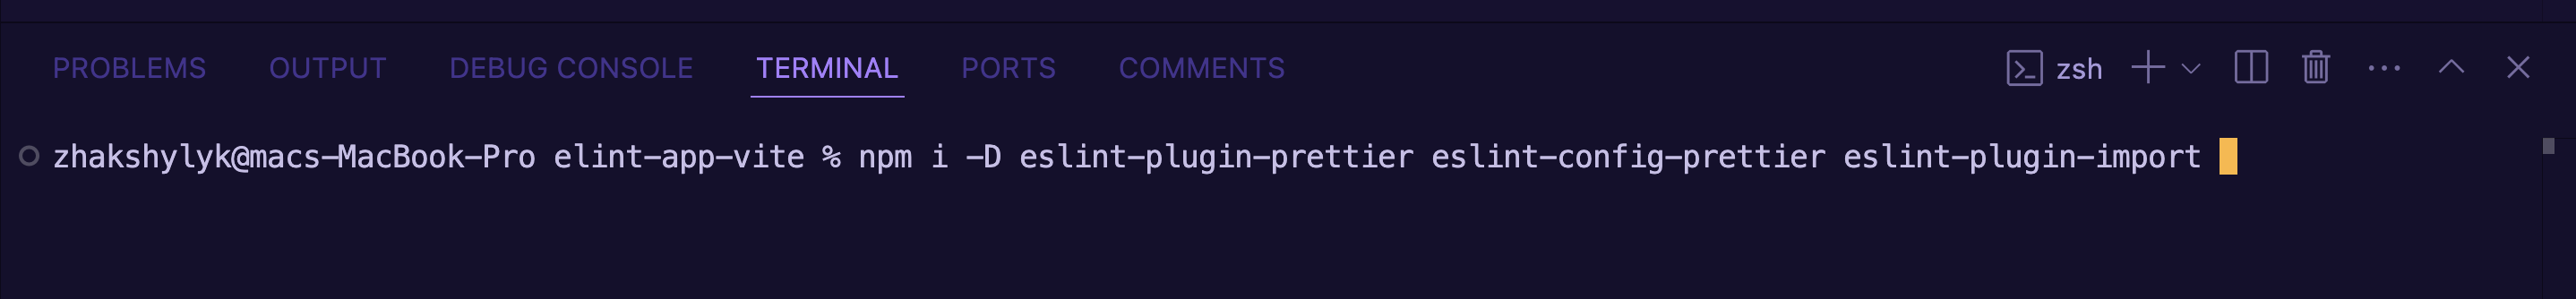 PROBLEMS OUTPUT DEBUG CONSOLE TERMINAL PORTS COMMENTS zsh
zhakshylyk@macs-MacBook-Pro elint-app-vite % npm i -D eslint-plugin-prettier eslint-config-prettier eslint-plugin-import